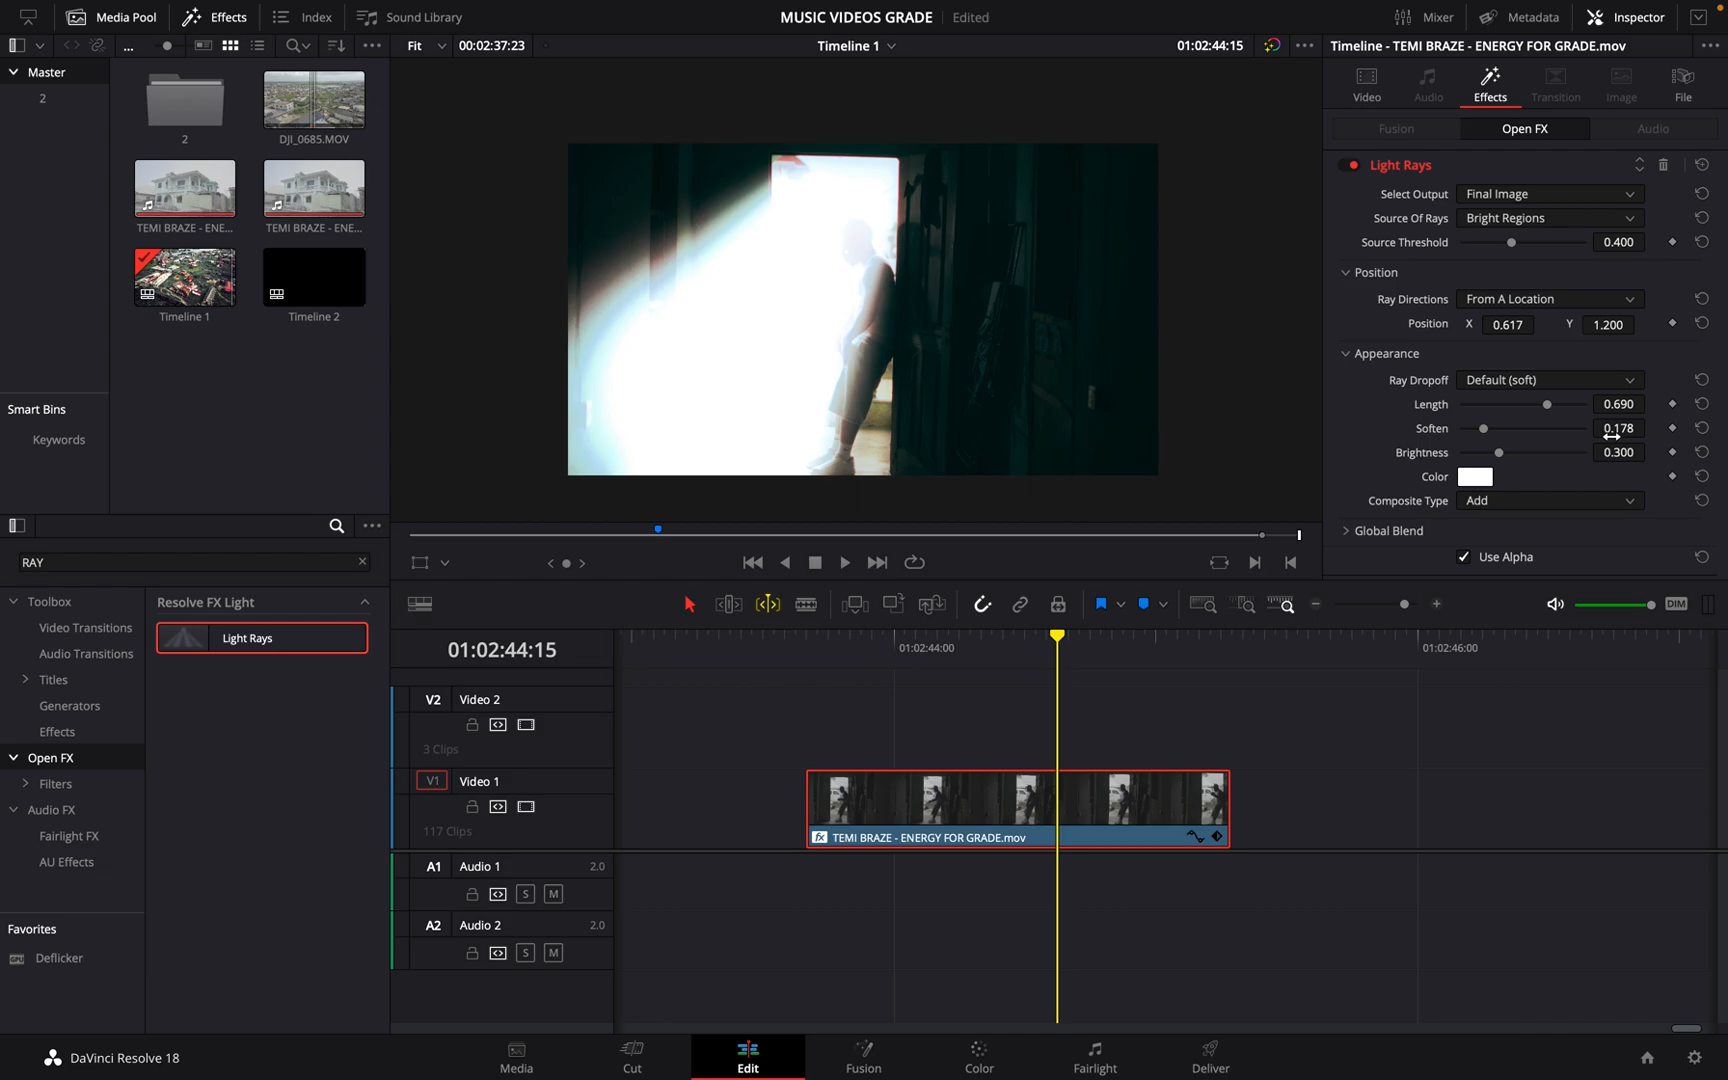 Media Pool
Effects
Index
Sound Library
MUSIC VIDEOS GRADE
Edited
Mixer
Metadata
Inspector
Fit
00:02:37:23
Timeline 1
01:02:44:15
Timeline - TEMI BRAZE - ENERGY FOR GRADE.mov
Master
2
2
DJI_0685.MOV
TEMI BRAZE - ENE...
TEMI BRAZE - ENE...
Timeline 1
Timeline 2
Smart Bins
Keywords
Video
Audio
Effects
Transition
Image
File
Fusion
Open FX
Audio
Light Rays
Select Output
Final Image
Source Of Rays
Bright Regions
Source Threshold
0.400
Position
Ray Directions
From A Location
Position
X
0.617
Y
1.200
Appearance
Ray Dropoff
Default (soft)
Length
0.690
Soften
0.178
Brightness
0.300
Color
Composite Type
Add
Global Blend
Use Alpha
RAY
Toolbox
Video Transitions
Audio Transitions
Titles
Generators
Effects
Open FX
Filters
Audio FX
Fairlight FX
AU Effects
Favorites
Deflicker
Resolve FX Light
Light Rays
DIM
01:02:44:15
01:02:44:00
01:02:46:00
V2
Video 2
3 Clips
V1
Video 1
117 Clips
fx
TEMI BRAZE - ENERGY FOR GRADE.mov
A1
Audio 1
2.0
S
M
A2
Audio 2
2.0
S
M
DaVinci Resolve 18
Media
Cut
Edit
Fusion
Color
Fairlight
Deliver